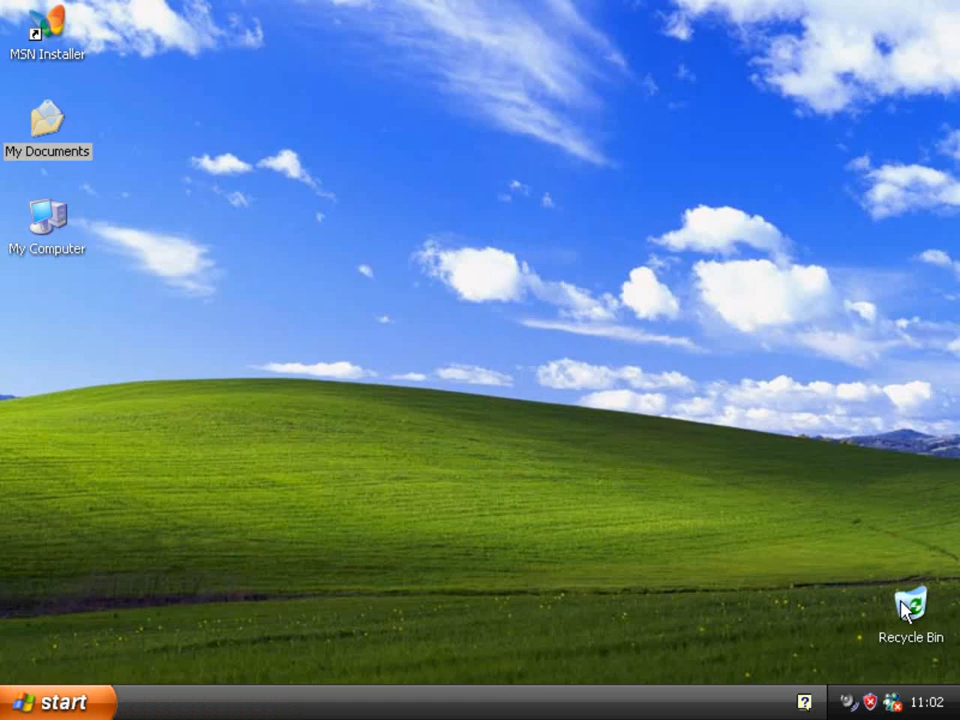 MSN Installer
My Documents
My Computer
Recycle Bin
start
?
11:02